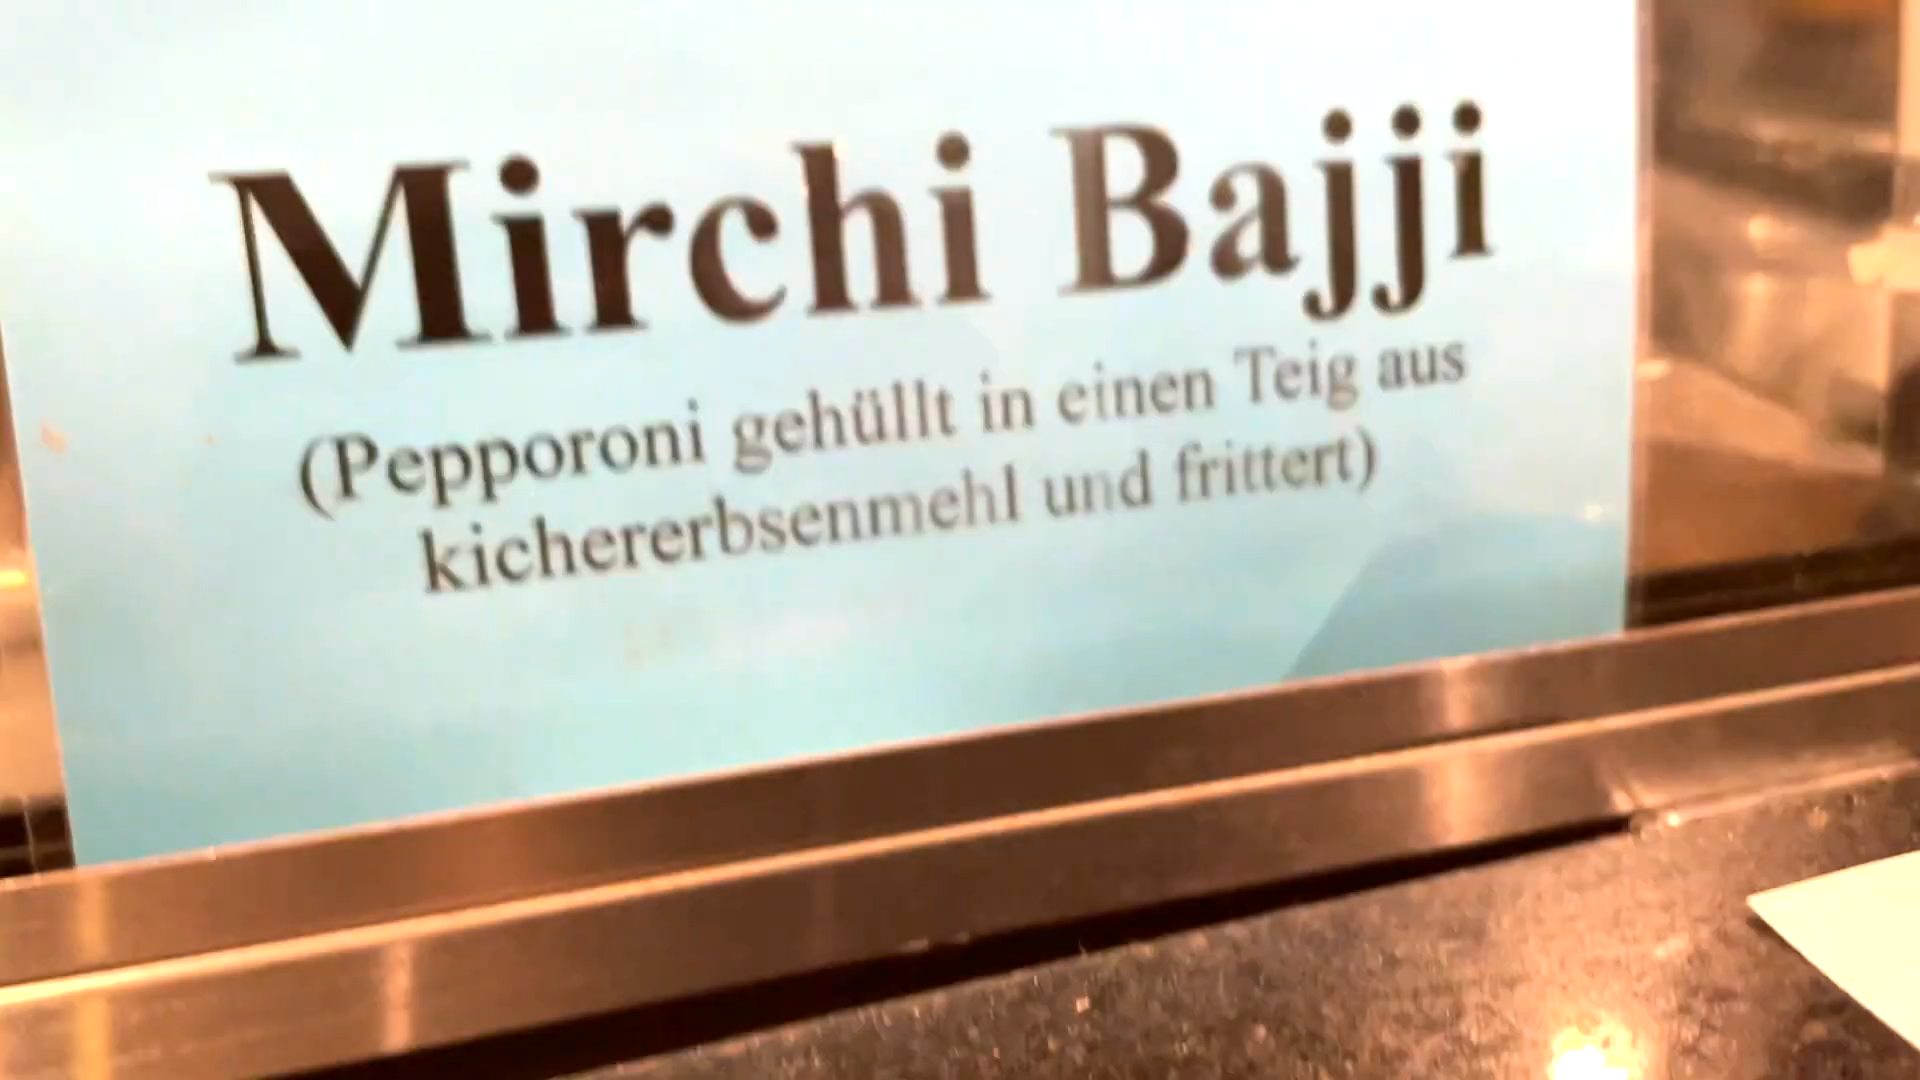 Mirchi Bajji
(Pepporoni gehüllt in einen Teig aus
kichererbsenmehl und frittert)